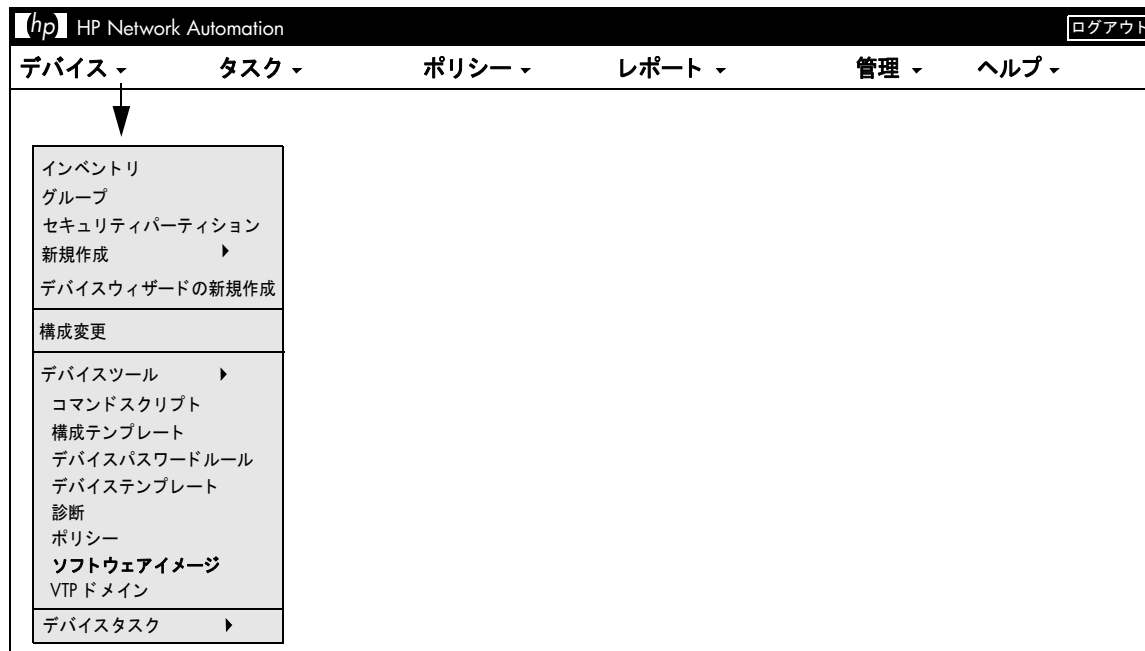 hp HP Network Automation ログアウト
デバイス タスク ポリシー レポート 管理 ヘルプ
インベントリ
グループ
セキュリティパーティション
新規作成
デバイスウィザードの新規作成
構成変更
デバイスツール
コマンドスクリプト
構成テンプレート
デバイスパスワードルール
デバイステンプレート
診断
ポリシー
ソフトウェアイメージ
VTP ドメイン
デバイスタスク